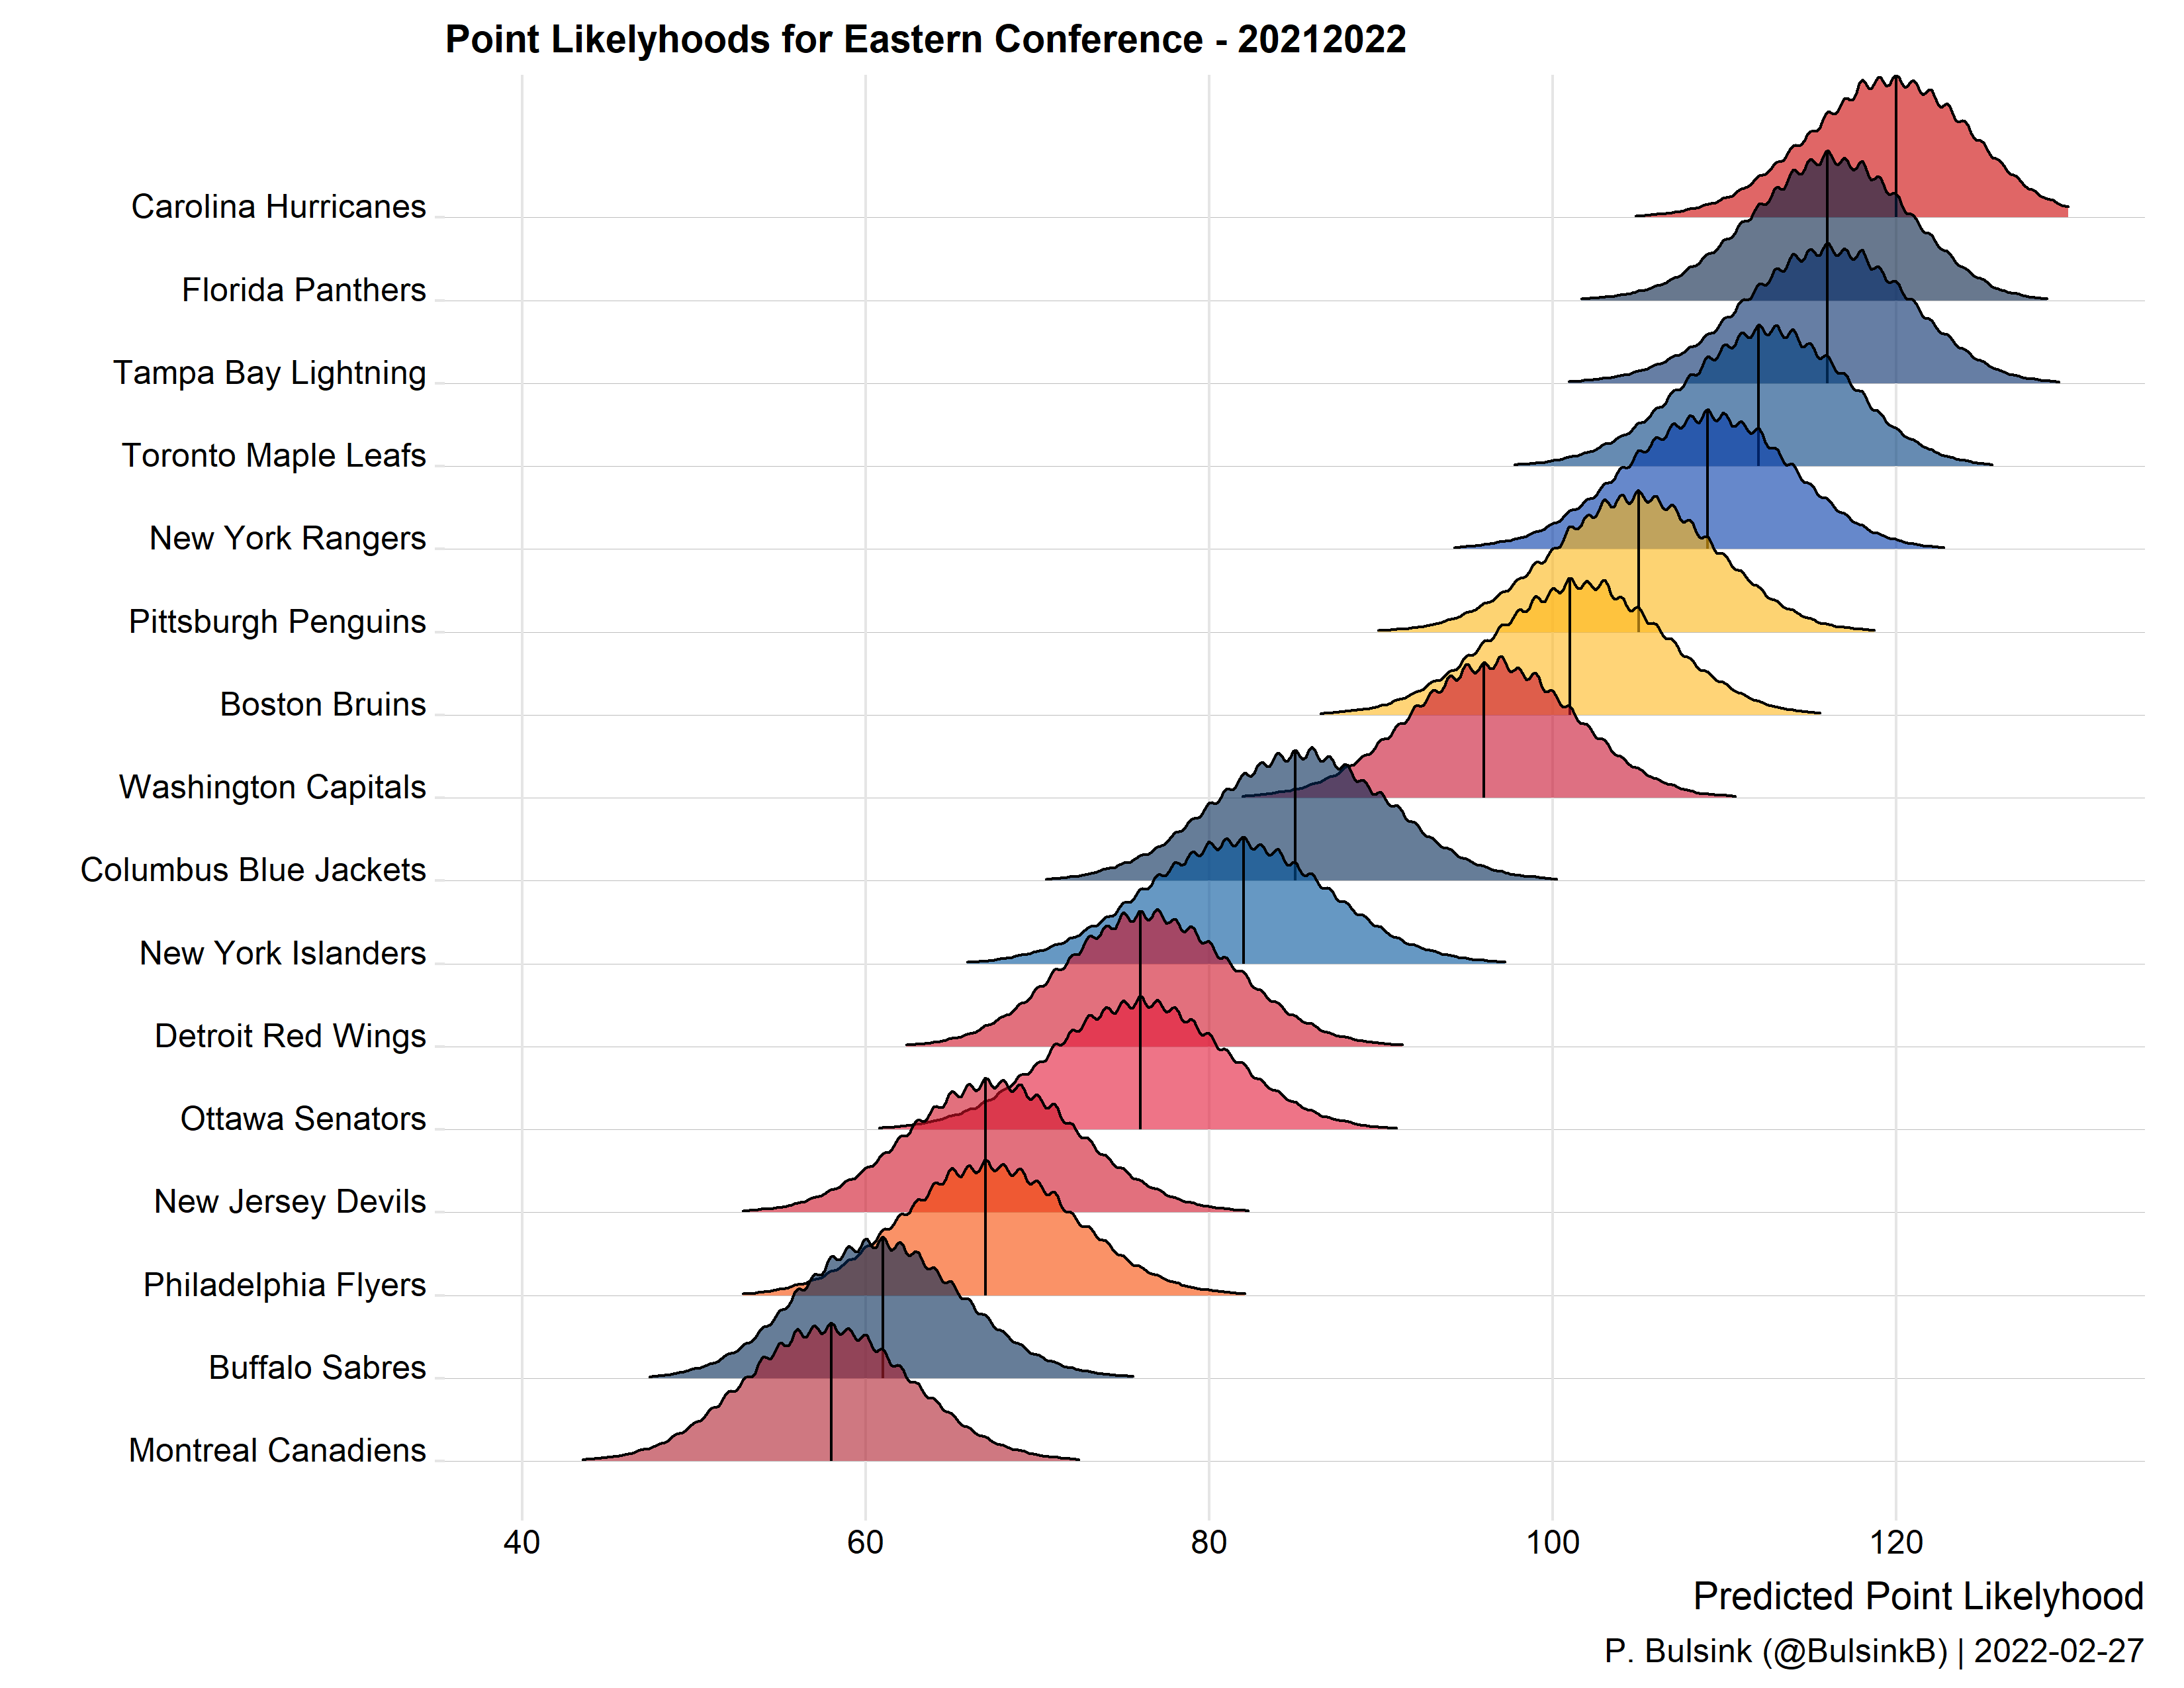 Point Likelyhoods for Eastern Conference - 20212022
Carolina Hurricanes
Florida Panthers
Tampa Bay Lightning
Toronto Maple Leafs
New York Rangers
Pittsburgh Penguins
Boston Bruins
Washington Capitals
Columbus Blue Jackets
New York Islanders
Detroit Red Wings
Ottawa Senators
New Jersey Devils
Philadelphia Flyers
Buffalo Sabres
Montreal Canadiens
40 60 80 100 120
Predicted Point Likelyhood
P. Bulsink (@BulsinkB) | 2022-02-27